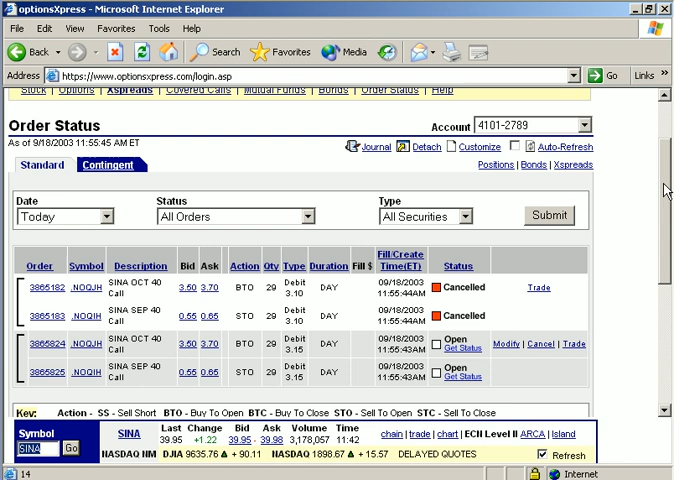 optionsXpress - Microsoft Internet Explorer
File Edit View Favorites Tools Help
Back Search Favorites Media
Address https://www.optionsxpress.com/login.asp Go Links »
Stock | Options | Xspreads | Covered Calls | Mutual Funds | Bonds | Order Status | Help
Order Status
Account 4101-2789
As of 9/18/2003 11:55:45 AM ET
Journal Detach Customize Auto-Refresh
Standard Contingent
Positions | Bonds | Xspreads
Date Status Type
Today All Orders All Securities Submit
Order Symbol Description Bid Ask Action Qty Type Duration Fill $ Fill/Create Time(ET) Status
3865182 .NOQJH SINA OCT 40 Call 3.50 3.70 BTO 29 Debit 3.10 DAY 09/18/2003 11:55:44AM Cancelled Trade
3865183 .NOQIH SINA SEP 40 Call 0.55 0.65 STO 29 Debit 3.10 DAY 09/18/2003 11:55:44AM Cancelled
3865824 .NOQJH SINA OCT 40 Call 3.50 3.70 BTO 29 Debit 3.15 DAY 09/18/2003 11:55:43AM Open Get Status Modify | Cancel | Trade
3865825 .NOQIH SINA SEP 40 Call 0.55 0.65 STO 29 Debit 3.15 DAY 09/18/2003 11:55:43AM Open Get Status
Key: Action - SS - Sell Short BTO - Buy To Open BTC - Buy To Close STO - Sell To Open STC - Sell To Close
Symbol Last Change Bid Ask Volume Time
SINA 39.95 +1.22 39.95 - 39.98 3,178,057 11:42 chain | trade | chart | ECN Level II ARCA | Island
SINA Go NASDAQ NM DJIA 9635.76 ▲ + 90.11 NASDAQ 1898.67 ▲ + 15.57 DELAYED QUOTES Refresh
14 Internet